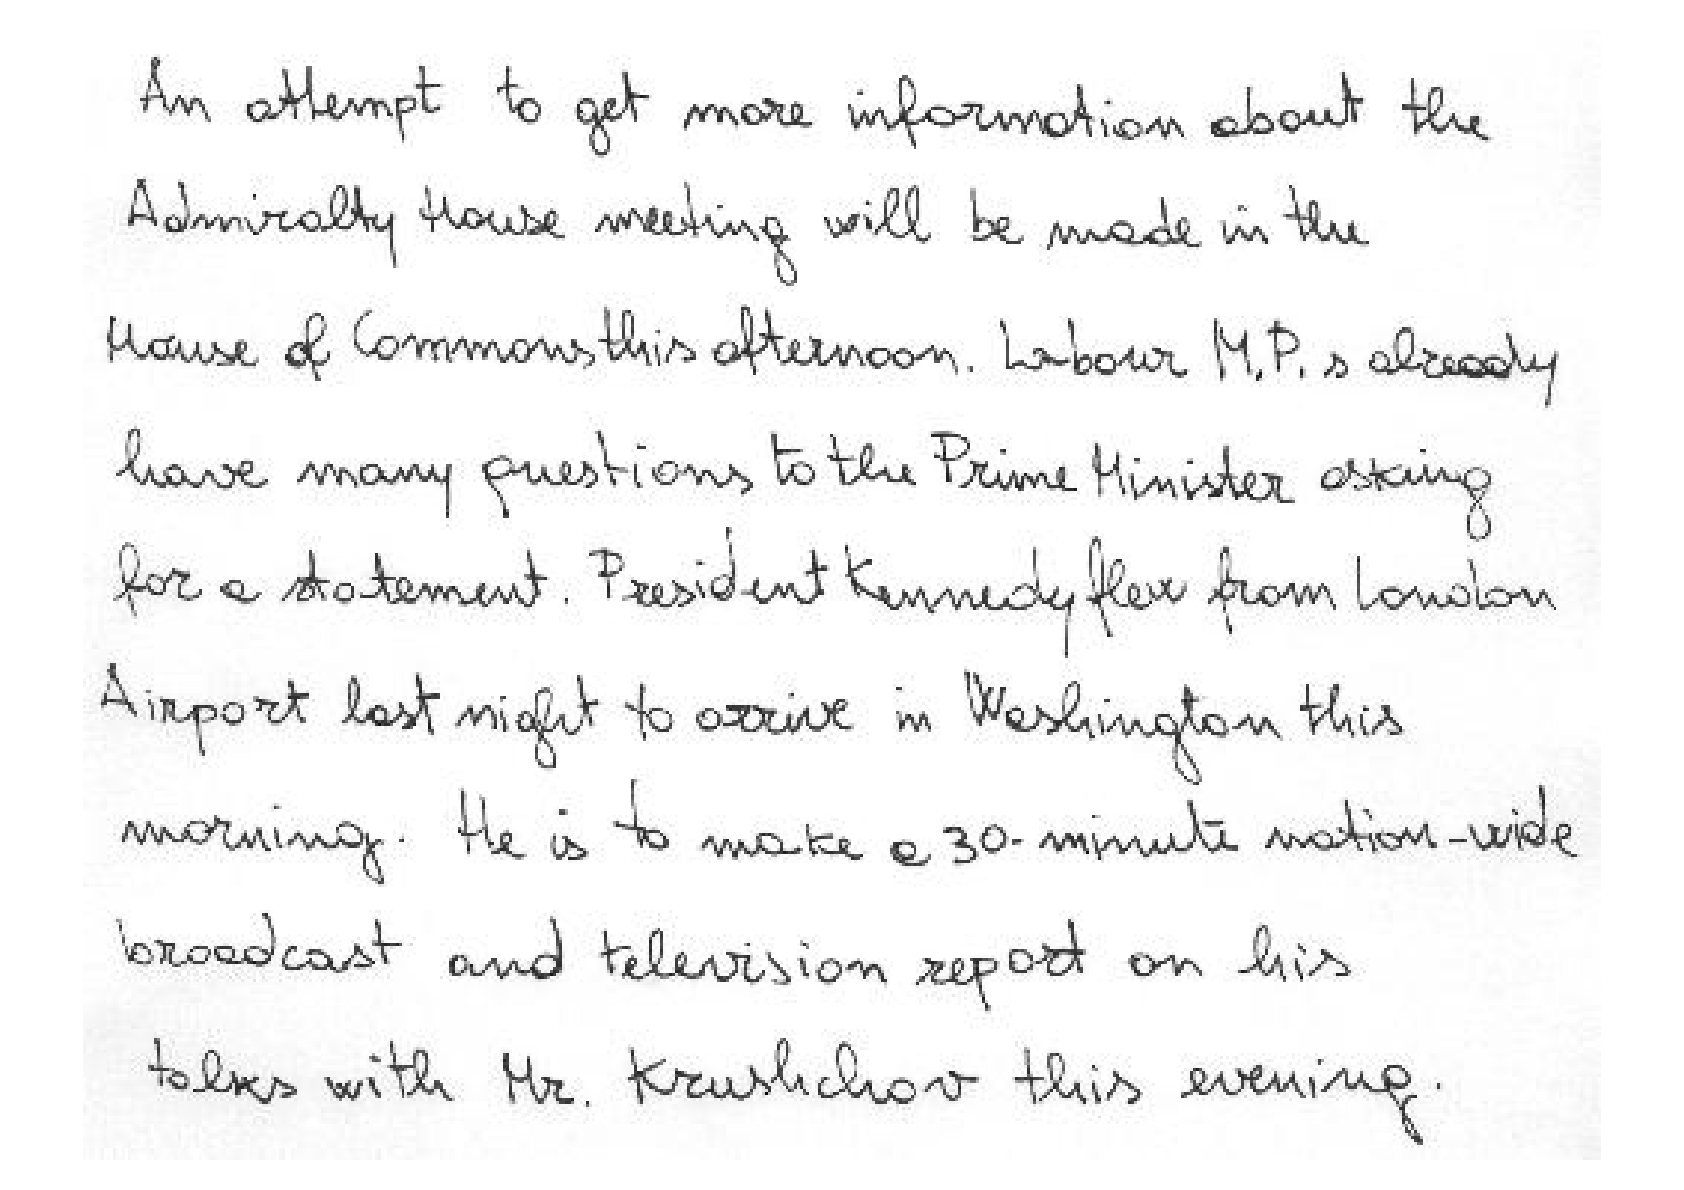 An attempt to get more information about the
Admiralty House meeting will be made in the
House of Commons this afternoon. Labour M.P.s already
have many questions to the Prime Minister asking
for a statement. President Kennedy flew from London
Airport last night to arrive in Washington this
morning. He is to make a 30-minute nation-wide
broadcast and television report on his
talks with Mr. Krushchov this evening.